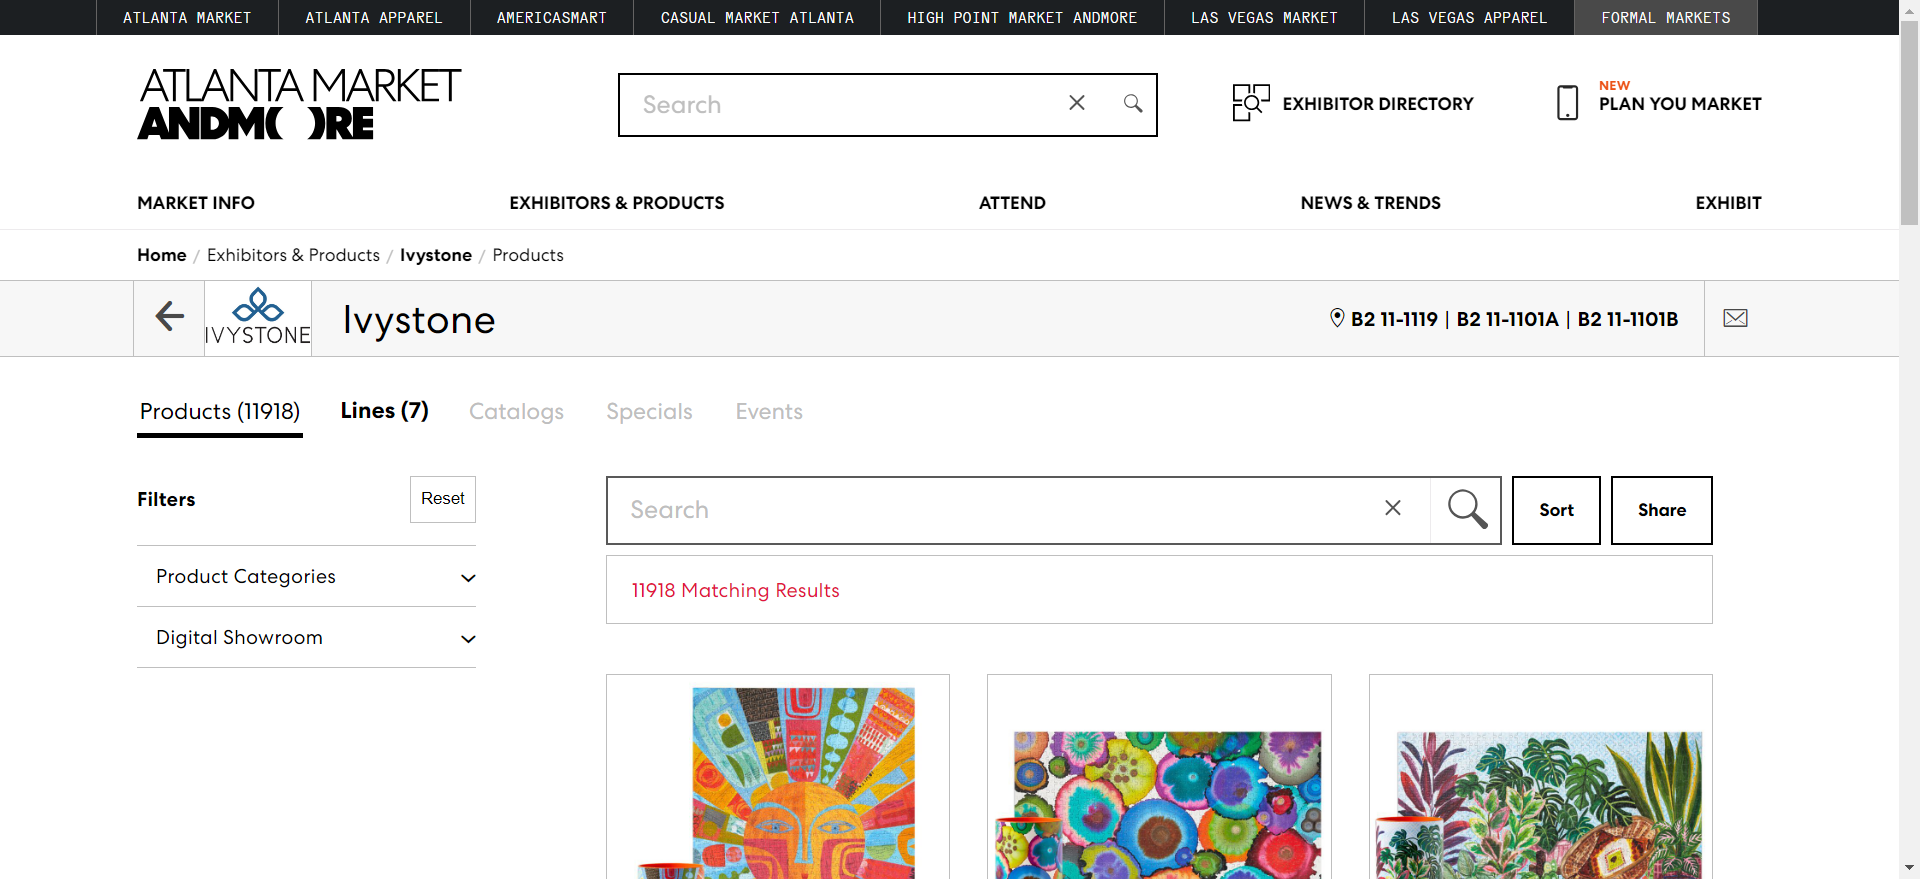 ATLANTA MARKET ATLANTA APPAREL AMERICASMART CASUAL MARKET ATLANTA HIGH POINT MARKET ANDMORE LAS VEGAS MARKET LAS VEGAS APPAREL FORMAL MARKETS
ATLANTA MARKET
ANDMORE
Search
EXHIBITOR DIRECTORY
NEW
PLAN YOU MARKET
MARKET INFO EXHIBITORS & PRODUCTS ATTEND NEWS & TRENDS EXHIBIT
Home / Exhibitors & Products / Ivystone / Products
IVYSTONE
Ivystone
B2 11-1119 | B2 11-1101A | B2 11-1101B
Products (11918) Lines (7) Catalogs Specials Events
Filters
Reset
Search
Sort
Share
Product Categories
Digital Showroom
11918 Matching Results